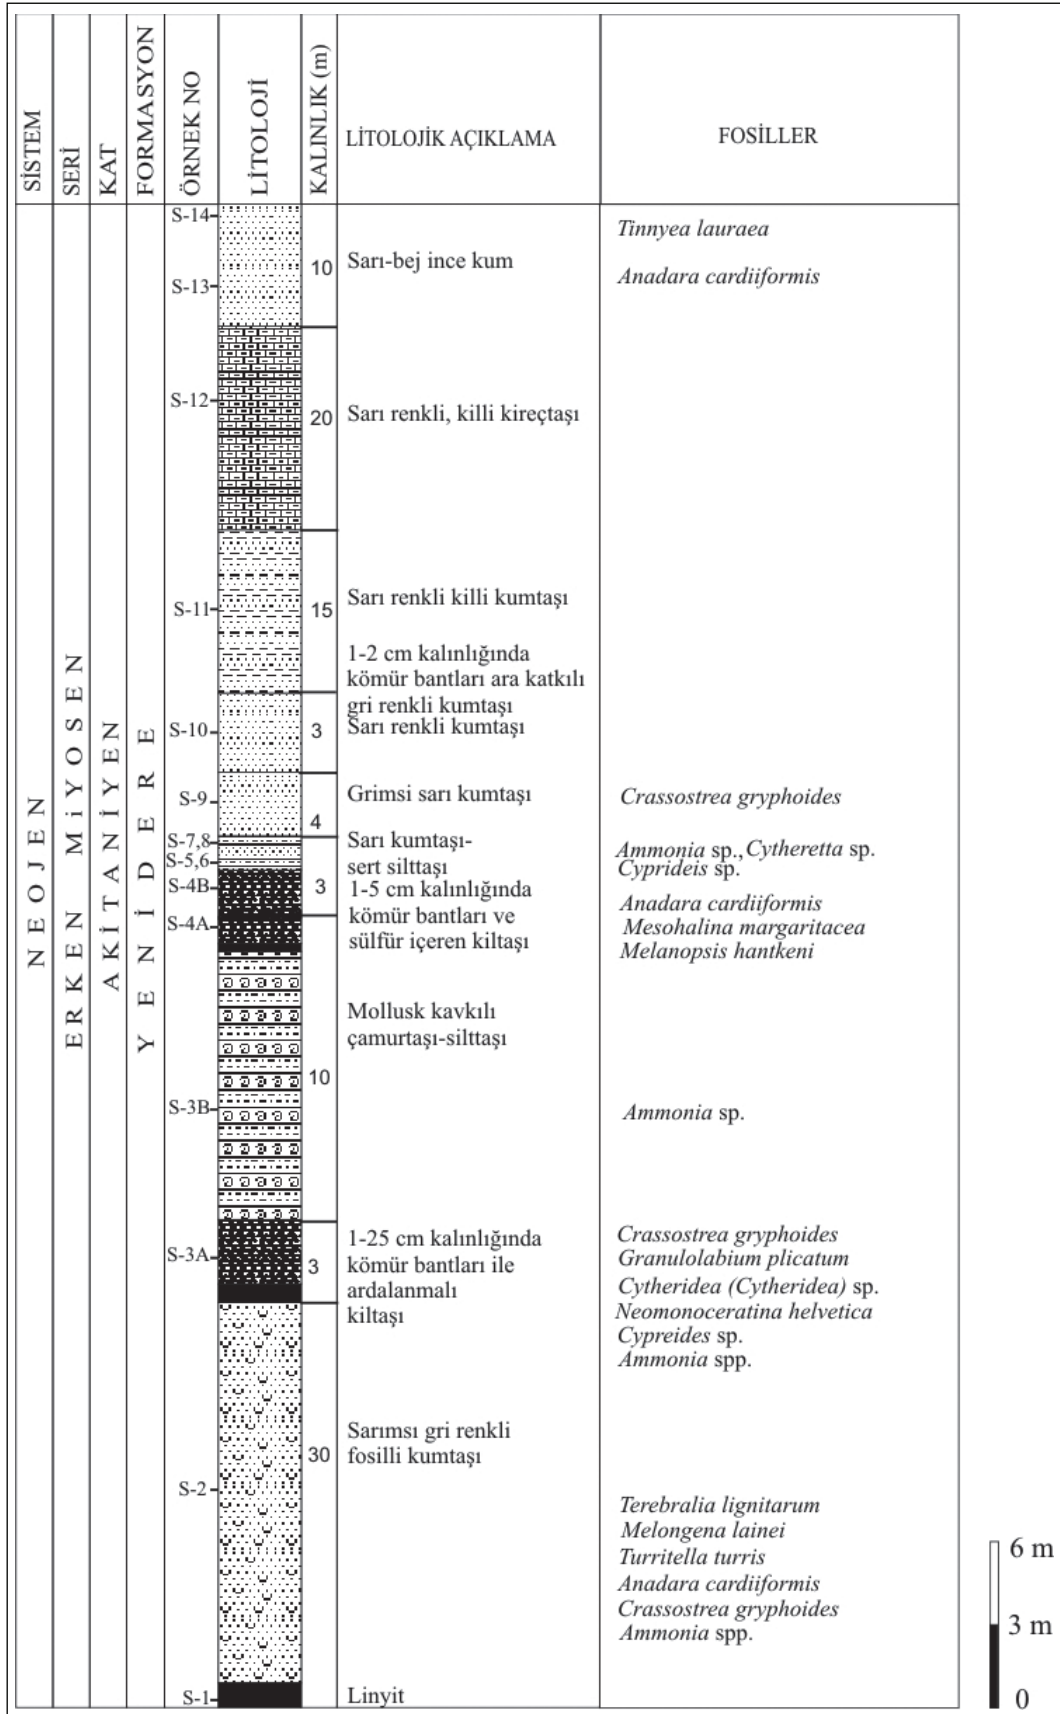 SİSTEM
SERİ
KAT
FORMASYON
ÖRNEK NO
LİTOLOJİ
KALINLIK (m)
LİTOLOJİK AÇIKLAMA
FOSİLLER
NEOJEN
ERKEN MiYOSEN
AKİTANİYEN
YENİDERE
S-14
Tinnyea lauraea
10
Sarı-bej ince kum
S-13
Anadara cardiiformis
S-12
20
Sarı renkli, killi kireçtaşı
S-11
15
Sarı renkli killi kumtaşı
1-2 cm kalınlığında
kömür bantları ara katkılı
gri renkli kumtaşı
S-10
3
Sarı renkli kumtaşı
S-9
4
Grimsi sarı kumtaşı
Crassostrea gryphoides
S-7,8
S-5,6
Sarı kumtaşı-
sert silttaşı
Ammonia sp., Cytheretta sp.
Cyprideis sp.
S-4B
3
S-4A
1-5 cm kalınlığında
kömür bantları ve
sülfür içeren kiltaşı
Anadara cardiiformis
Mesohalina margaritacea
Melanopsis hantkeni
Mollusk kavkılı
çamurtaşı-silttaşı
10
S-3B
Ammonia sp.
S-3A
3
1-25 cm kalınlığında
kömür bantları ile
ardalanmalı
kiltaşı
Crassostrea gryphoides
Granulolabium plicatum
Cytheridea (Cytheridea) sp.
Neomonoceratina helvetica
Cypreides sp.
Ammonia spp.
30
Sarımsı gri renkli
fosilli kumtaşı
S-2
Terebralia lignitarum
Melongena lainei
Turritella turris
Anadara cardiiformis
Crassostrea gryphoides
Ammonia spp.
S-1
Linyit
6 m
3 m
0